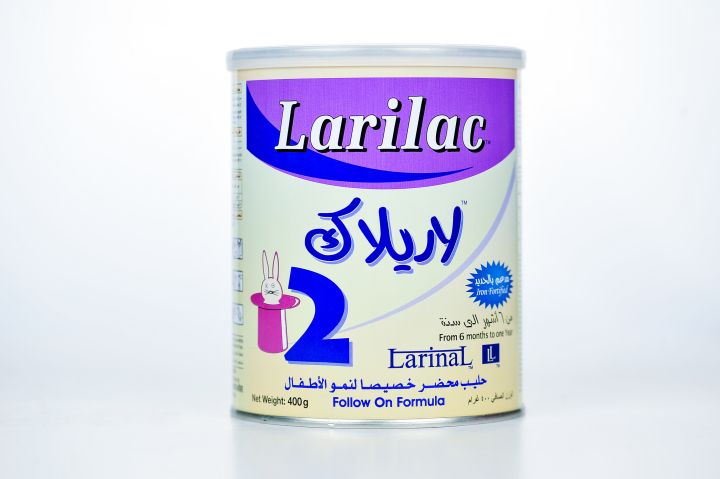 Larilac
لاريلاك
2
مدعم بالحديد
Iron Fortified
من ٦ أشهر الى سنة
From 6 months to one Year
LarinaL LL
حليب محضر خصيصا لنمو الأطفال
Net Weight: 400g Follow On Formula الوزن الصافي ٤٠٠ غرام